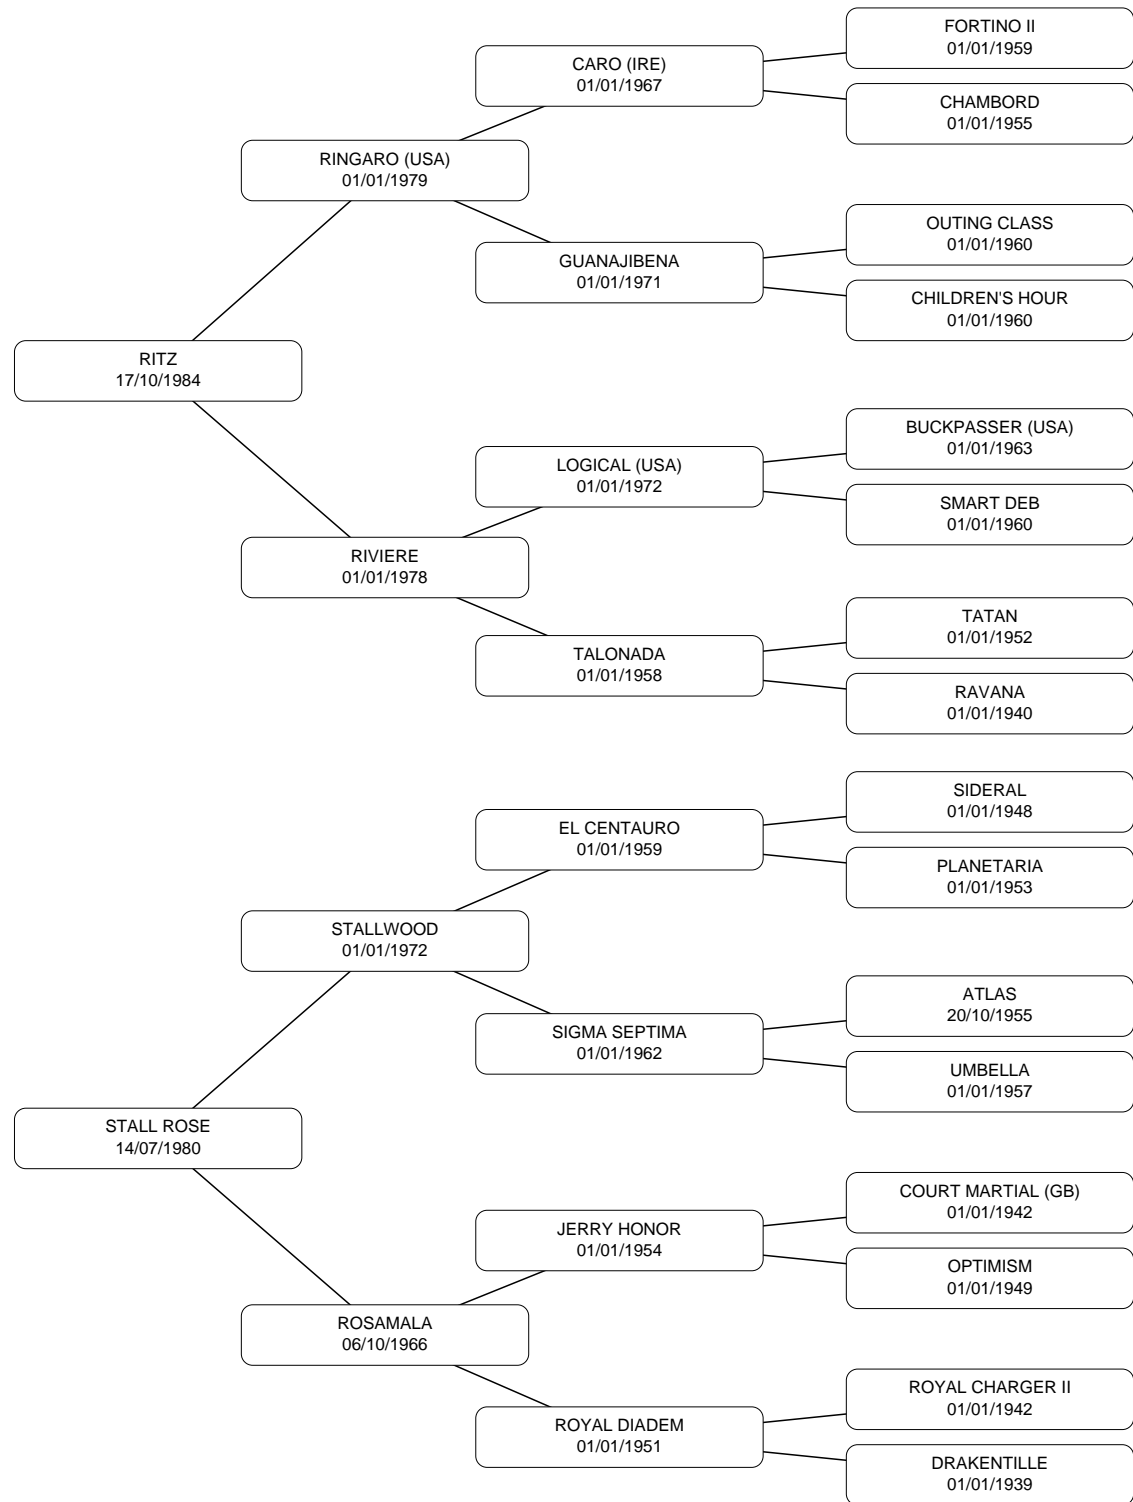 FORTINO II
01/01/1959
CARO (IRE)
01/01/1967
CHAMBORD
01/01/1955
RINGARO (USA)
01/01/1979
OUTING CLASS
01/01/1960
GUANAJIBENA
01/01/1971
CHILDREN'S HOUR
01/01/1960
RITZ
17/10/1984
BUCKPASSER (USA)
01/01/1963
LOGICAL (USA)
01/01/1972
SMART DEB
01/01/1960
RIVIERE
01/01/1978
TATAN
01/01/1952
TALONADA
01/01/1958
RAVANA
01/01/1940
SIDERAL
01/01/1948
EL CENTAURO
01/01/1959
PLANETARIA
01/01/1953
STALLWOOD
01/01/1972
ATLAS
20/10/1955
SIGMA SEPTIMA
01/01/1962
UMBELLA
01/01/1957
STALL ROSE
14/07/1980
COURT MARTIAL (GB)
01/01/1942
JERRY HONOR
01/01/1954
OPTIMISM
01/01/1949
ROSAMALA
06/10/1966
ROYAL CHARGER II
01/01/1942
ROYAL DIADEM
01/01/1951
DRAKENTILLE
01/01/1939